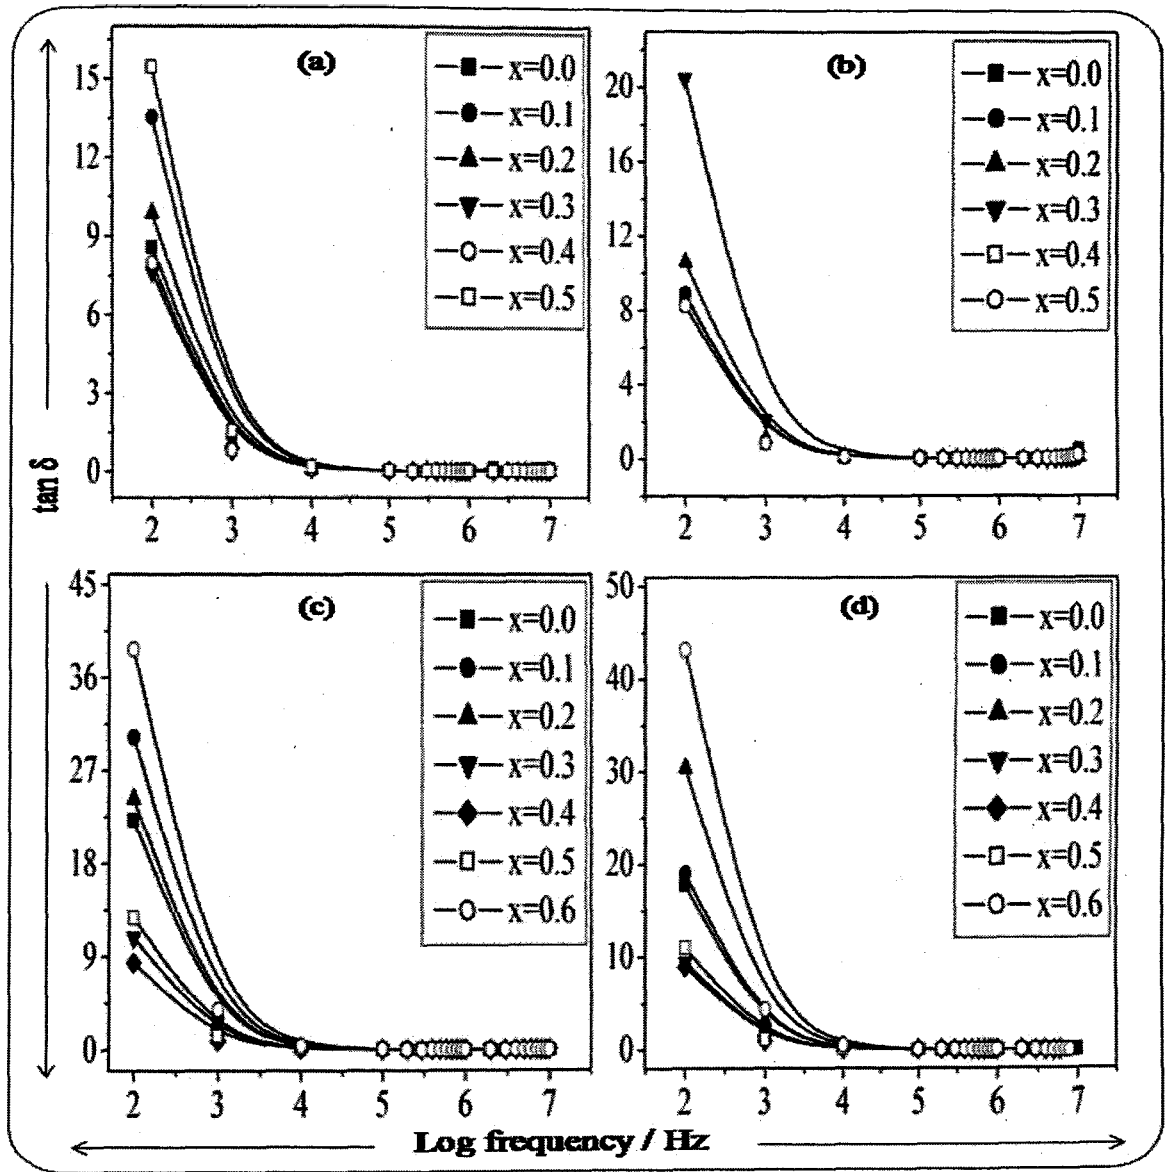 (a)
x=0.0
x=0.1
x=0.2
x=0.3
x=0.4
x=0.5
15
12
9
6
3
0
2 3 4 5 6 7
(b)
x=0.0
x=0.1
x=0.2
x=0.3
x=0.4
x=0.5
20
16
12
8
4
0
2 3 4 5 6 7
tan δ
(c)
x=0.0
x=0.1
x=0.2
x=0.3
x=0.4
x=0.5
x=0.6
45
36
27
18
9
0
2 3 4 5 6 7
(d)
x=0.0
x=0.1
x=0.2
x=0.3
x=0.4
x=0.5
x=0.6
50
40
30
20
10
0
2 3 4 5 6 7
Log frequency / Hz